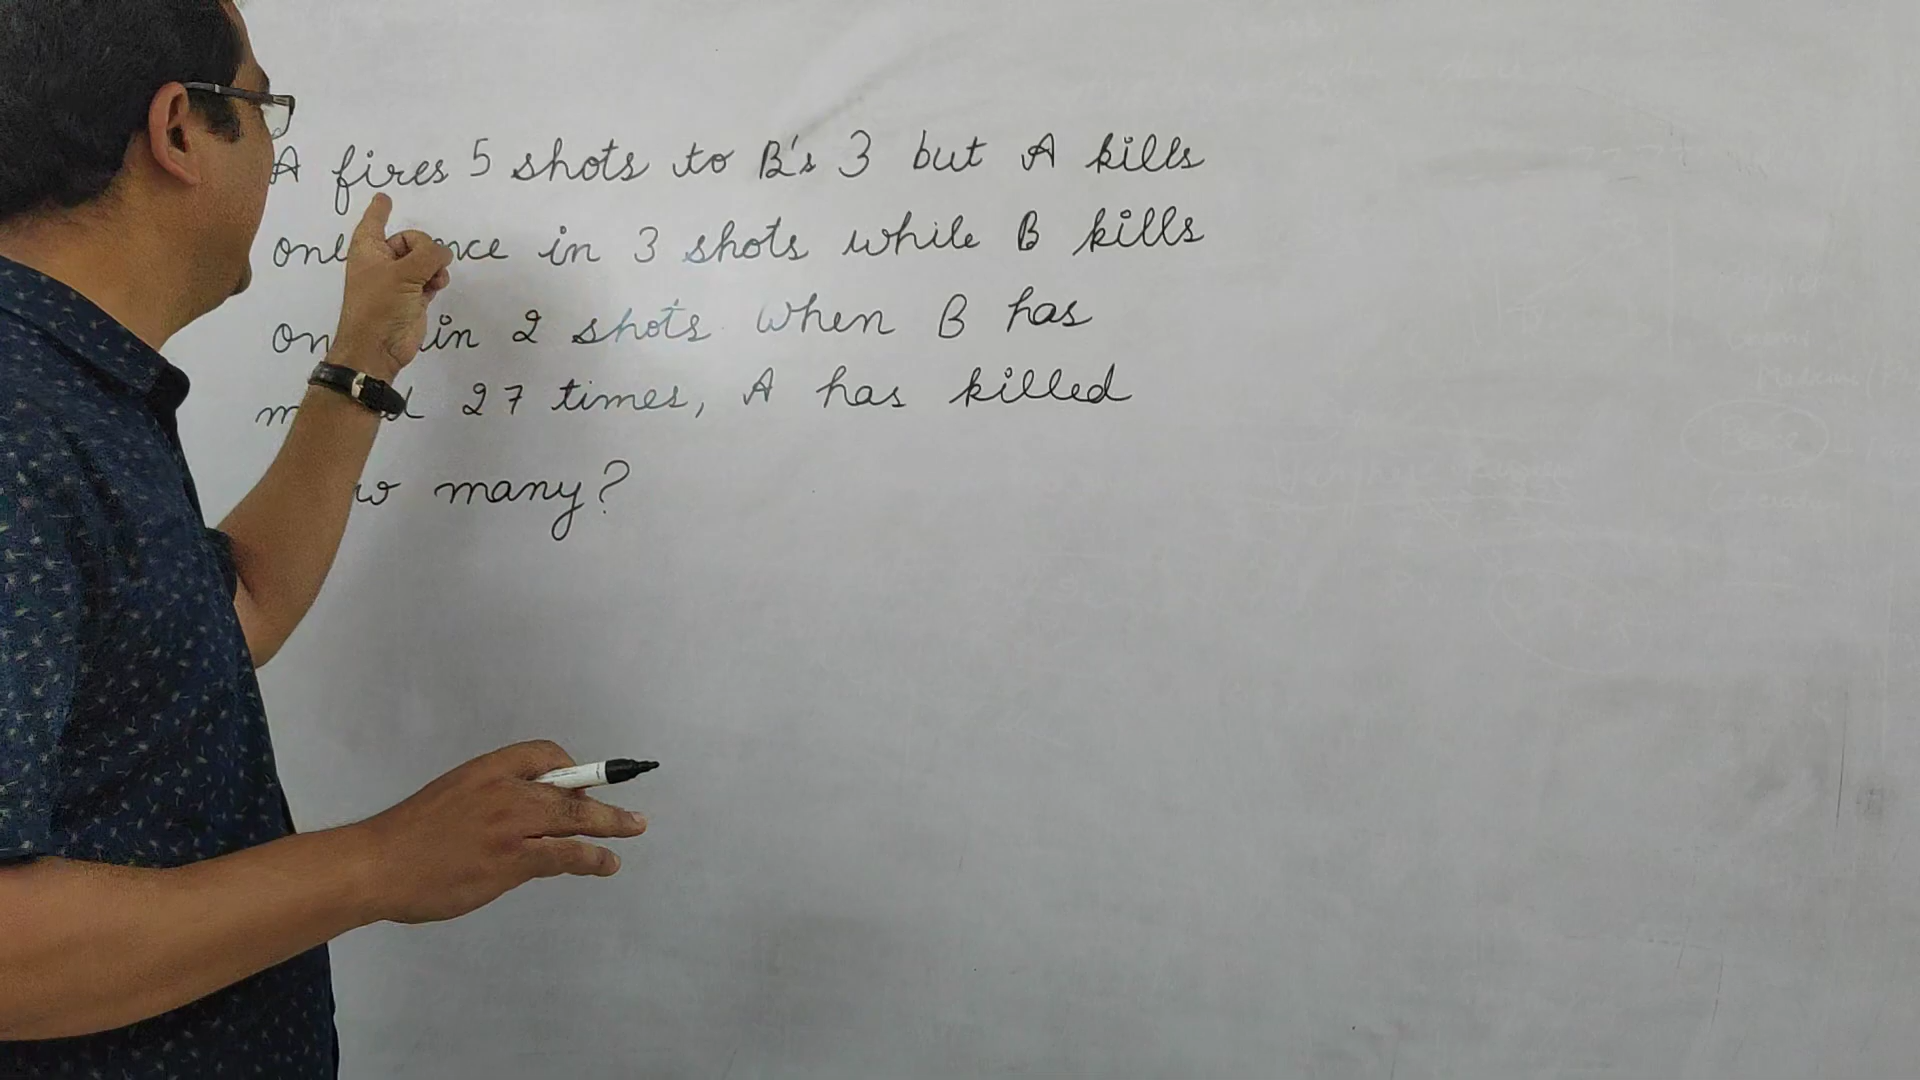 A fires 5 shots to B's 3 but A kills
in 3 shots while B kills
in 2 shots. When B has
27 times, A has killed
many?